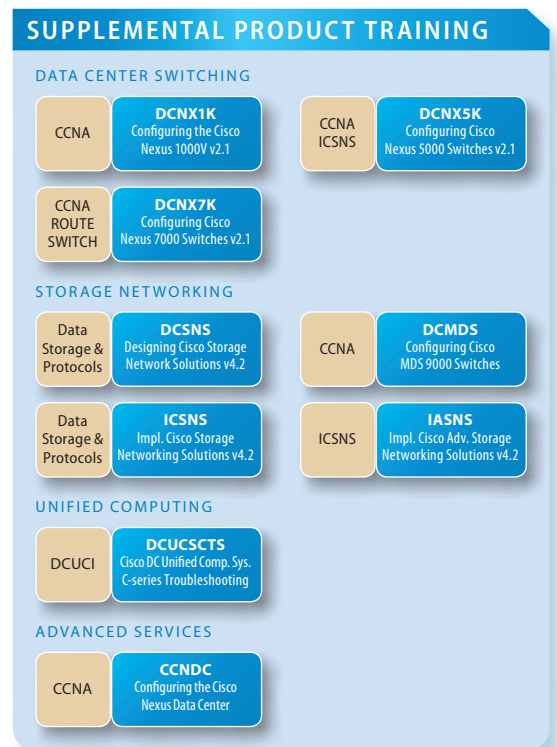 SUPPLEMENTAL PRODUCT TRAINING
DATA CENTER SWITCHING
CCNA
DCNX1K
Configuring the Cisco
Nexus 1000V v2.1
CCNA
ICSNS
DCNX5K
Configuring Cisco
Nexus 5000 Switches v2.1
CCNA
ROUTE
SWITCH
DCNX7K
Configuring Cisco
Nexus 7000 Switches v2.1
STORAGE NETWORKING
Data
Storage &
Protocols
DCSNS
Designing Cisco Storage
Network Solutions v4.2
CCNA
DCMDS
Configuring Cisco
MDS 9000 Switches
Data
Storage &
Protocols
ICSNS
Impl. Cisco Storage
Networking Solutions v4.2
ICSNS
IASNS
Impl. Cisco Adv. Storage
Networking Solutions v4.2
UNIFIED COMPUTING
DCUCI
DCUCSCTS
Cisco DC Unified Comp. Sys.
C-series Troubleshooting
ADVANCED SERVICES
CCNA
CCNDC
Configuring the Cisco
Nexus Data Center